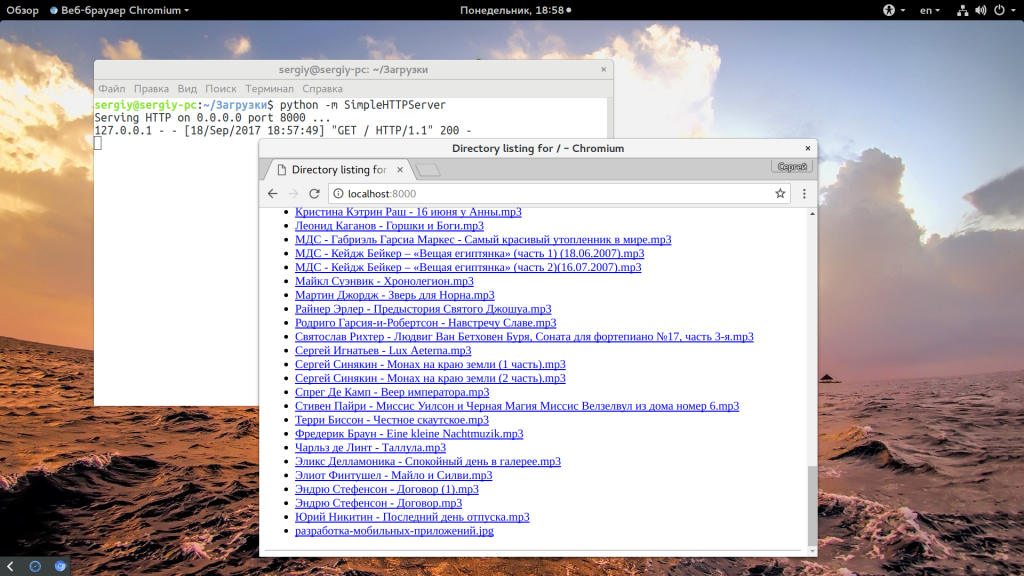 Обзор Веб-браузер Chromium Понедельник, 18:58 en
sergiy@sergiy-pc: ~/Загрузки
Файл Правка Вид Поиск Терминал Справка
sergiy@sergiy-pc:~/Загрузки$ python -m SimpleHTTPServer
Serving HTTP on 0.0.0.0 port 8000 ...
127.0.0.1 - - [18/Sep/2017 18:57:49] "GET / HTTP/1.1" 200 -
Directory listing for / - Chromium
Directory listing for
Сергей
localhost:8000
Кристина Кэтрин Раш - 16 июня у Анны.mp3
Леонид Каганов - Горшки и Боги.mp3
МДС - Габриэль Гарсиа Маркес - Самый красивый утопленник в мире.mp3
МДС - Кейдж Бейкер – «Вещая египтянка» (часть 1) (18.06.2007).mp3
МДС - Кейдж Бейкер – «Вещая египтянка» (часть 2)(16.07.2007).mp3
Майкл Суэнвик - Хронолегион.mp3
Мартин Джордж - Зверь для Норна.mp3
Райнер Эрлер - Предыстория Святого Джошуа.mp3
Родриго Гарсия-и-Робертсон - Навстречу Славе.mp3
Святослав Рихтер - Людвиг Ван Бетховен Буря, Соната для фортепиано №17, часть 3-я.mp3
Сергей Игнатьев - Lux Aeterna.mp3
Сергей Синякин - Монах на краю земли (1 часть).mp3
Сергей Синякин - Монах на краю земли (2 часть).mp3
Спрег Де Камп - Веер императора.mp3
Стивен Пайри - Миссис Уилсон и Черная Магия Миссис Велзелвул из дома номер 6.mp3
Терри Биссон - Честное скаутское.mp3
Фредерик Браун - Eine kleine Nachtmuzik.mp3
Чарльз де Линт - Таллула.mp3
Эликс Делламоника - Спокойный день в галерее.mp3
Элиот Финтушел - Майло и Силви.mp3
Эндрю Стефенсон - Договор (1).mp3
Эндрю Стефенсон - Договор.mp3
Юрий Никитин - Последний день отпуска.mp3
разработка-мобильных-приложений.jpg